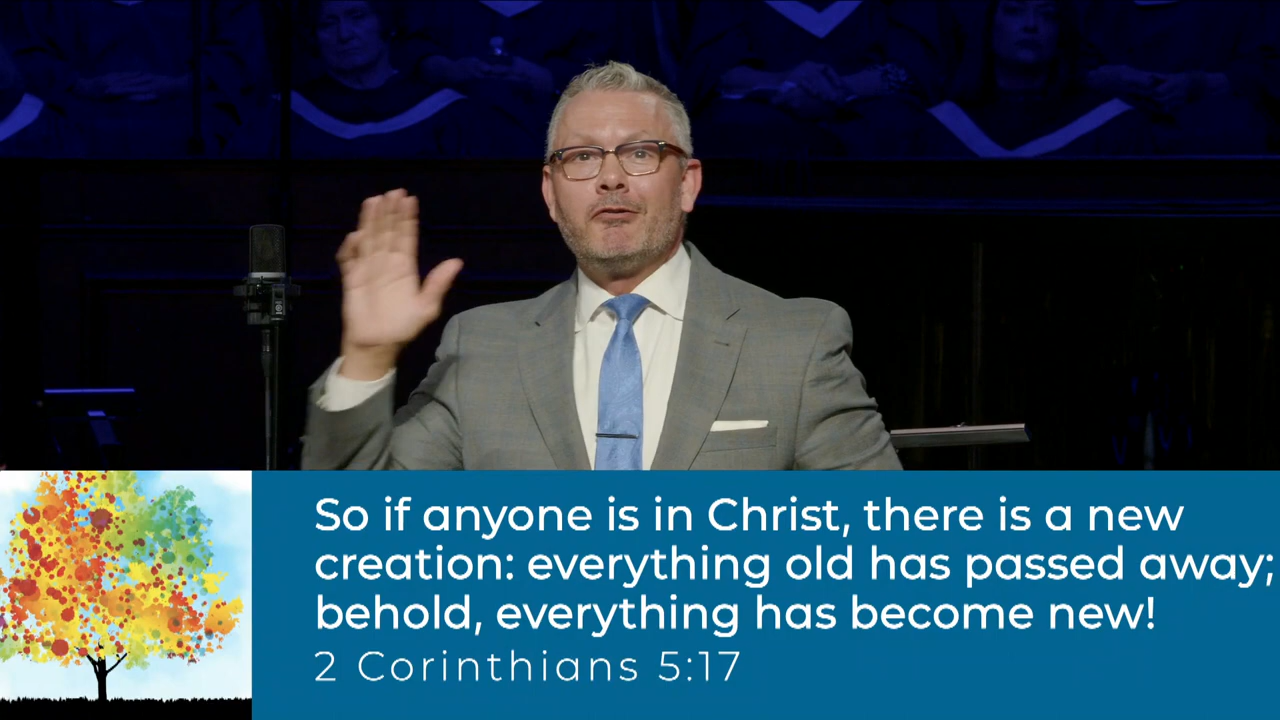 So if anyone is in Christ, there is a new
creation: everything old has passed away;
behold, everything has become new!
2 Corinthians 5:17